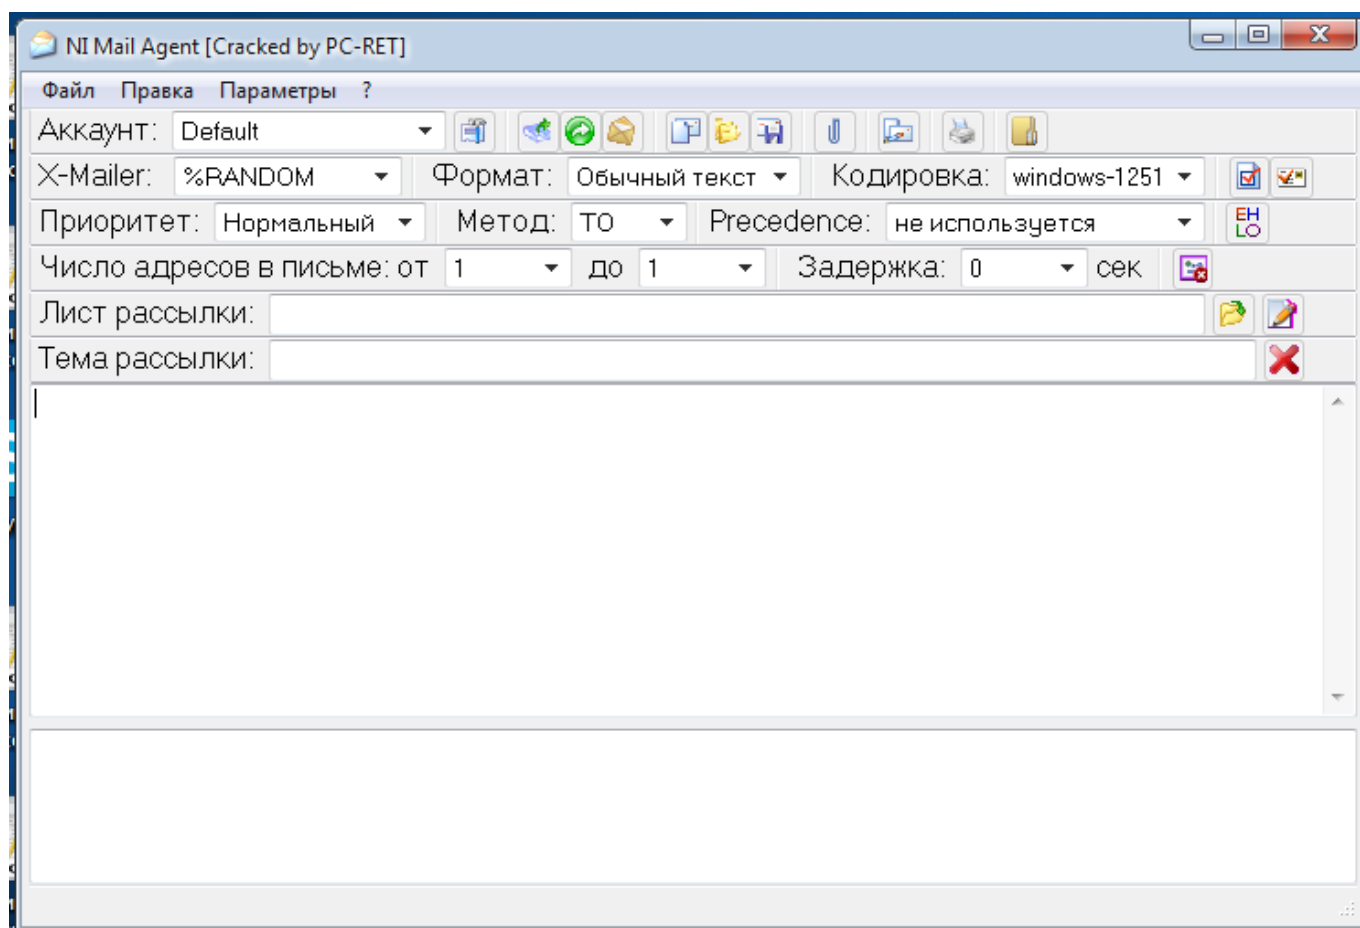 NI Mail Agent [Cracked by PC-RET]
Файл Правка Параметры ?
Аккаунт: Default
X-Mailer: %RANDOM Формат: Обычный текст Кодировка: windows-1251
Приоритет: Нормальный Метод: TO Precedence: не используется EH LO
Число адресов в письме: от 1 до 1 Задержка: 0 сек
Лист рассылки:
Тема рассылки: